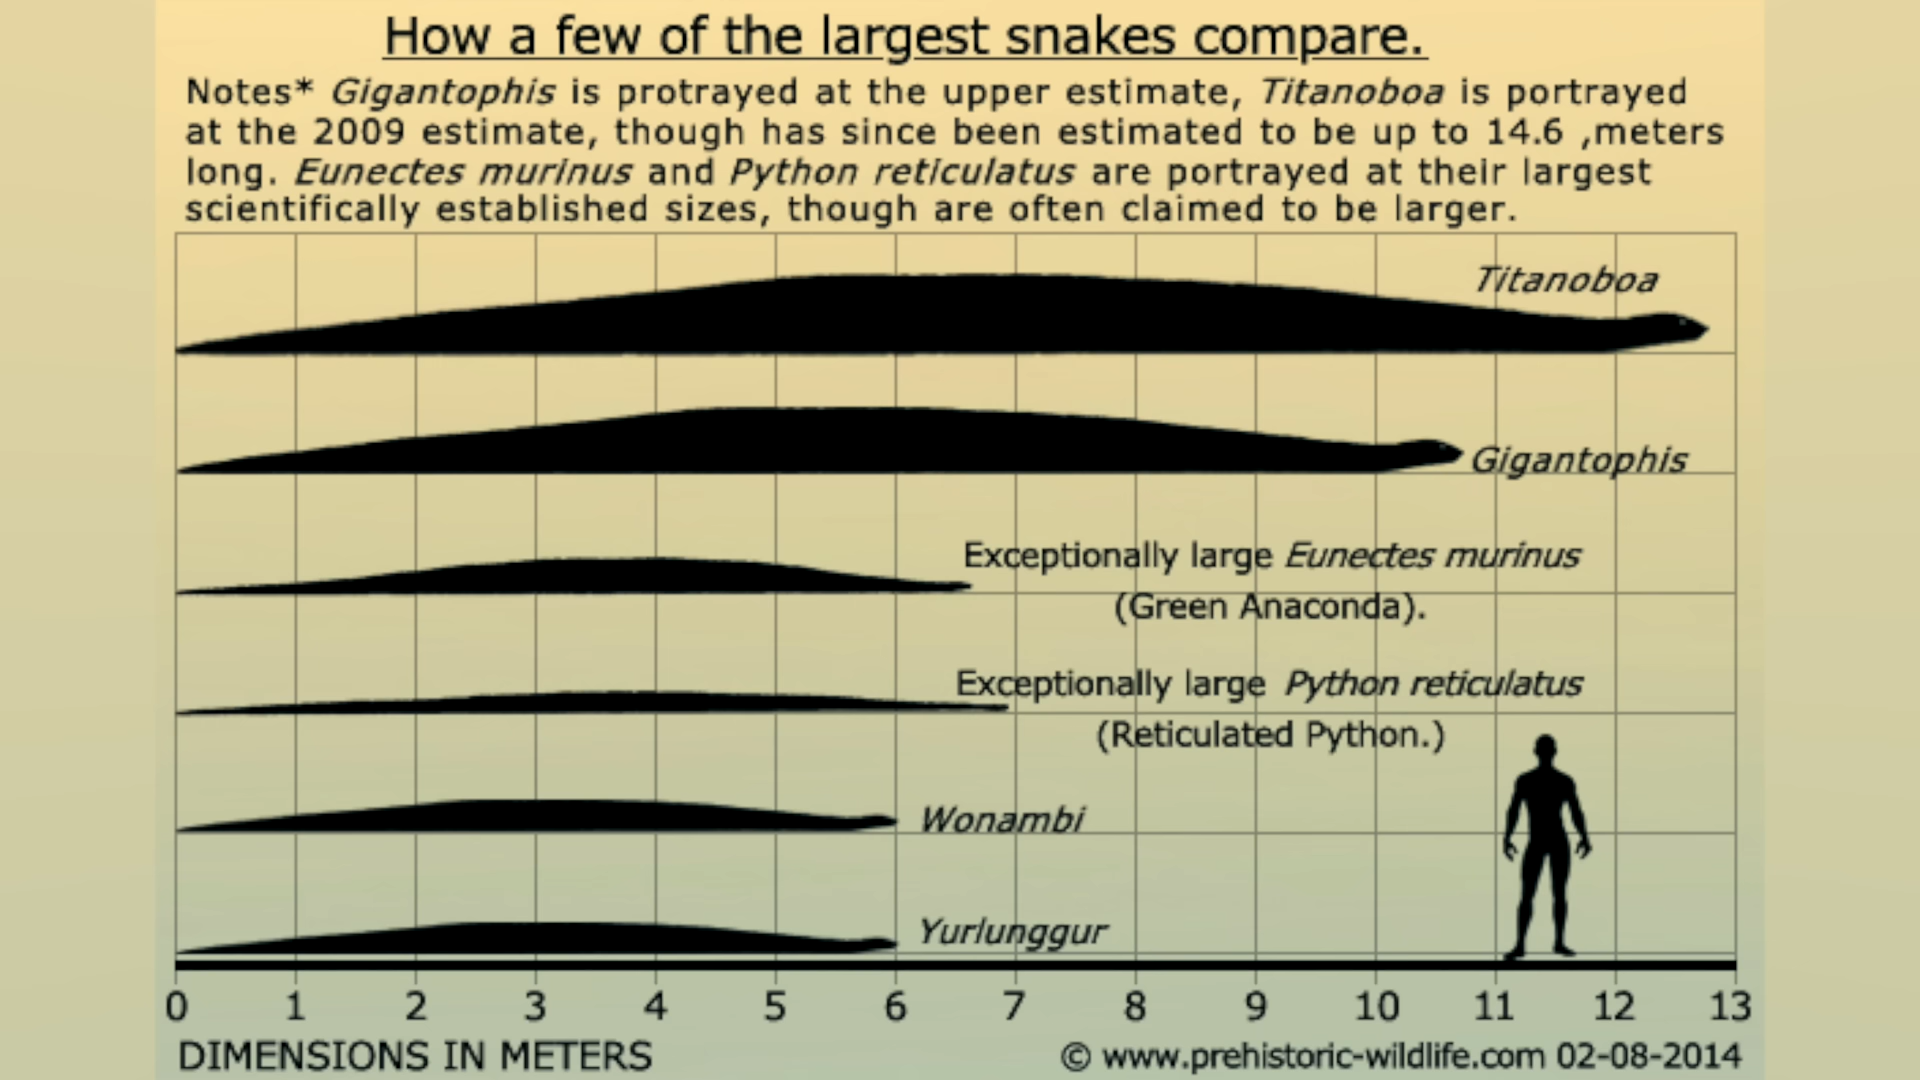 How a few of the largest snakes compare.
Notes* Gigantophis is protrayed at the upper estimate, Titanoboa is portrayed
at the 2009 estimate, though has since been estimated to be up to 14.6 ,meters
long. Eunectes murinus and Python reticulatus are portrayed at their largest
scientifically established sizes, though are often claimed to be larger.
Titanoboa
Gigantophis
Exceptionally large Eunectes murinus
(Green Anaconda).
Exceptionally large Python reticulatus
(Reticulated Python.)
Wonambi
Yurlunggur
0 1 2 3 4 5 6 7 8 9 10 11 12 13
DIMENSIONS IN METERS
© www.prehistoric-wildlife.com 02-08-2014